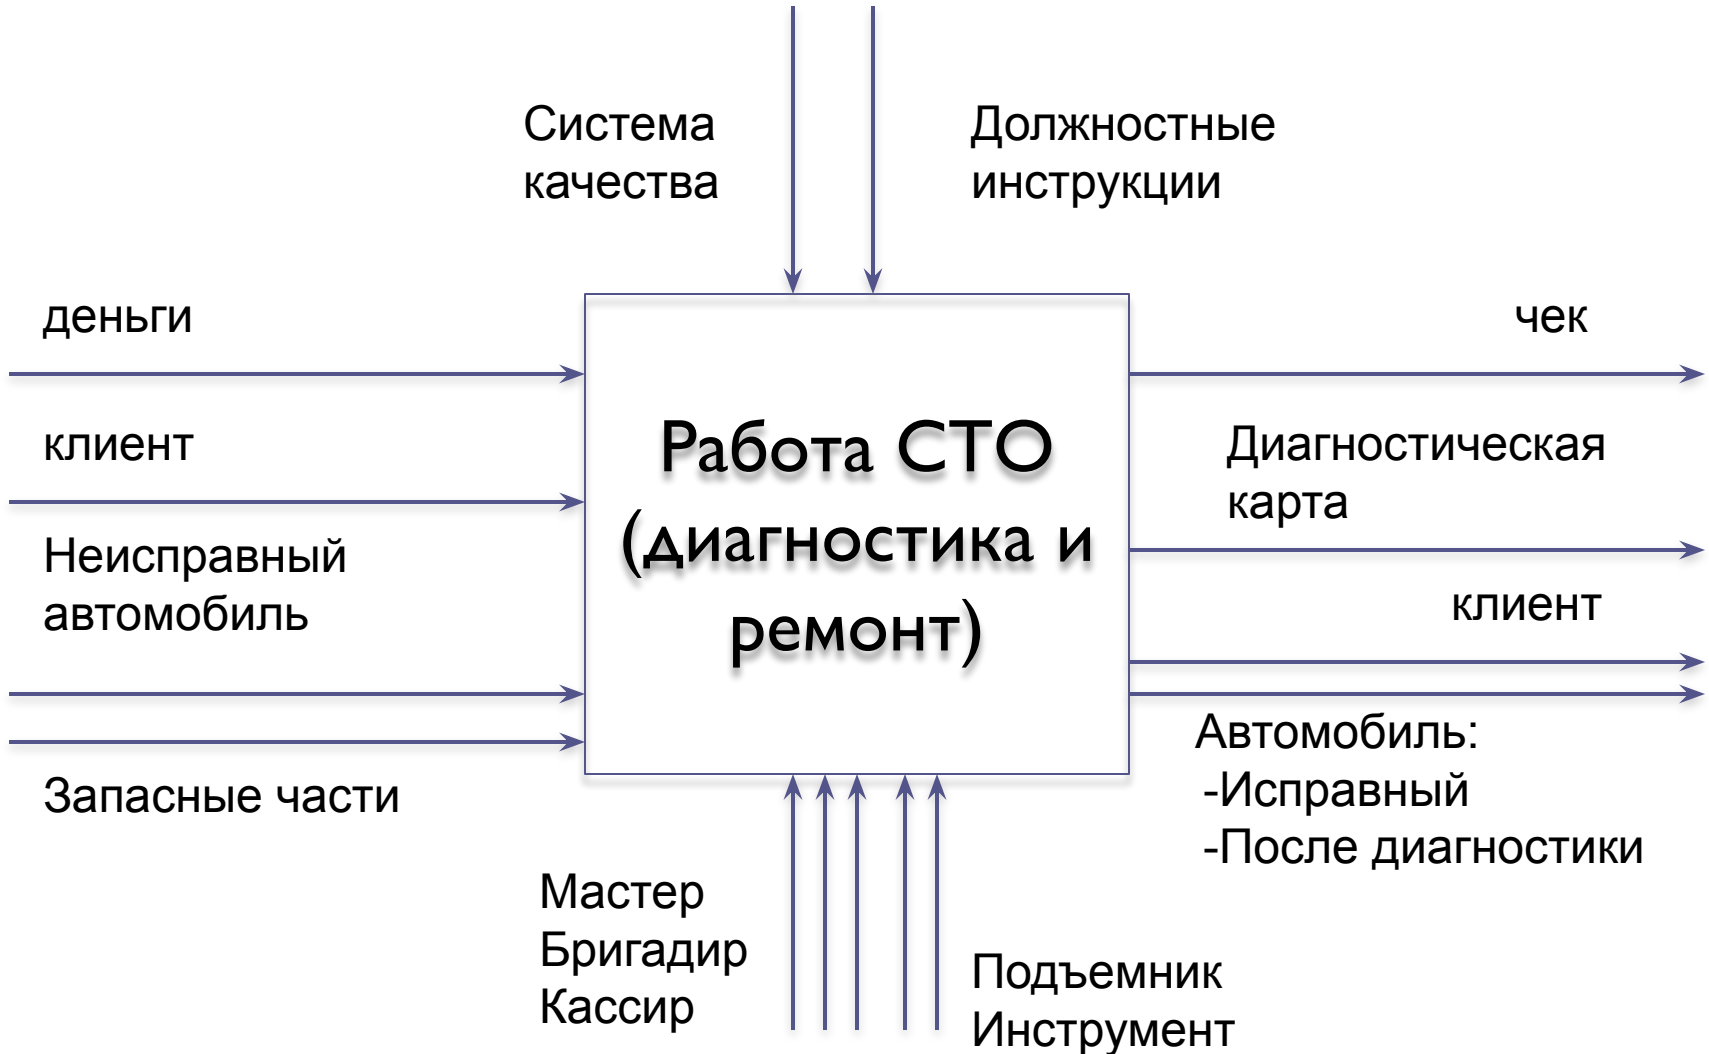 Система
качества
Должностные
инструкции
деньги
клиент
Неисправный
автомобиль
Запасные части
Работа СТО
(диагностика и
ремонт)
чек
Диагностическая
карта
клиент
Автомобиль:
-Исправный
-После диагностики
Мастер
Бригадир
Кассир
Подъемник
Инструмент